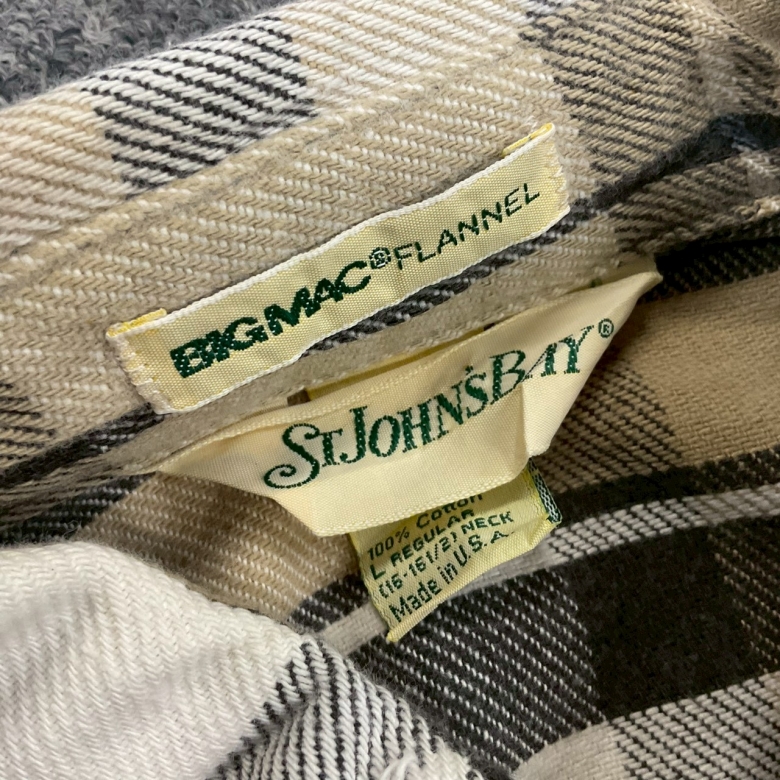 BIG MAC® FLANNEL
ST JOHN'S BAY®
100% Cotton
L REGULAR
(16-16 1/2) NECK
Made in U.S.A.